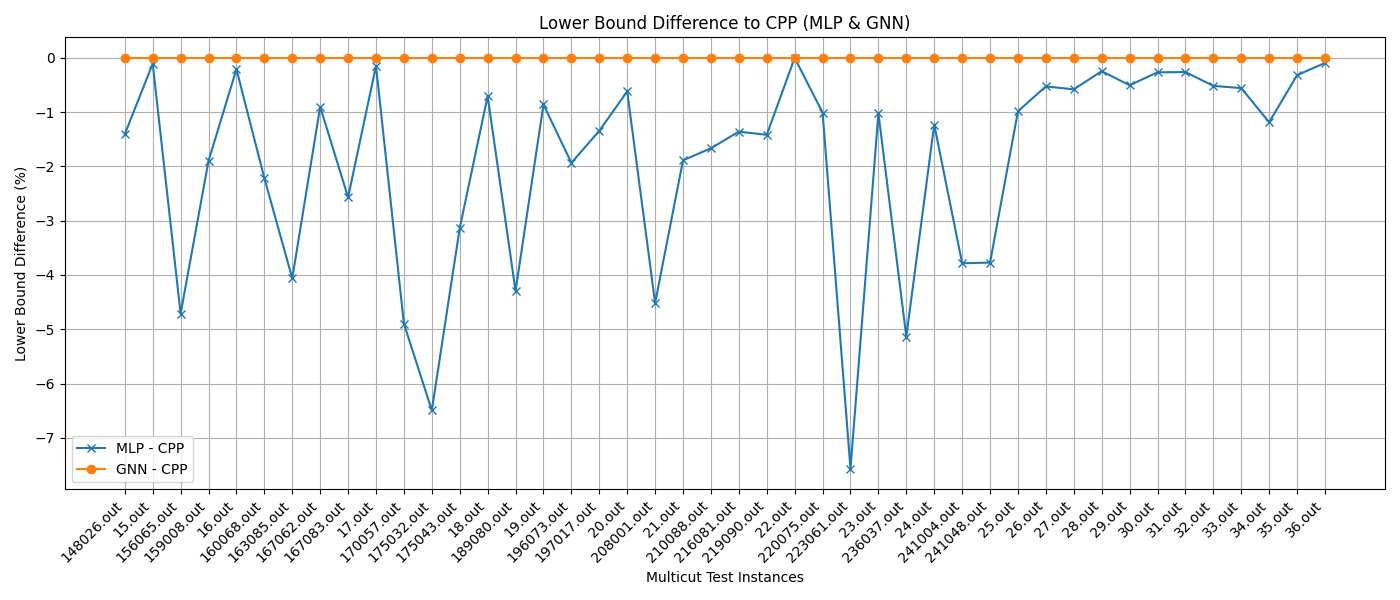 Lower Bound Difference to CPP (MLP & GNN)
Lower Bound Difference (%)
0
−1
−2
−3
−4
−5
−6
−7
MLP - CPP
GNN - CPP
148026.out
15.out
156065.out
159008.out
16.out
160068.out
163085.out
167062.out
167083.out
17.out
170057.out
175032.out
175043.out
18.out
189080.out
19.out
196073.out
197017.out
20.out
208001.out
21.out
210088.out
216081.out
219090.out
22.out
220075.out
223061.out
23.out
236037.out
24.out
241004.out
241048.out
25.out
26.out
27.out
28.out
29.out
30.out
31.out
32.out
33.out
34.out
35.out
36.out
Multicut Test Instances